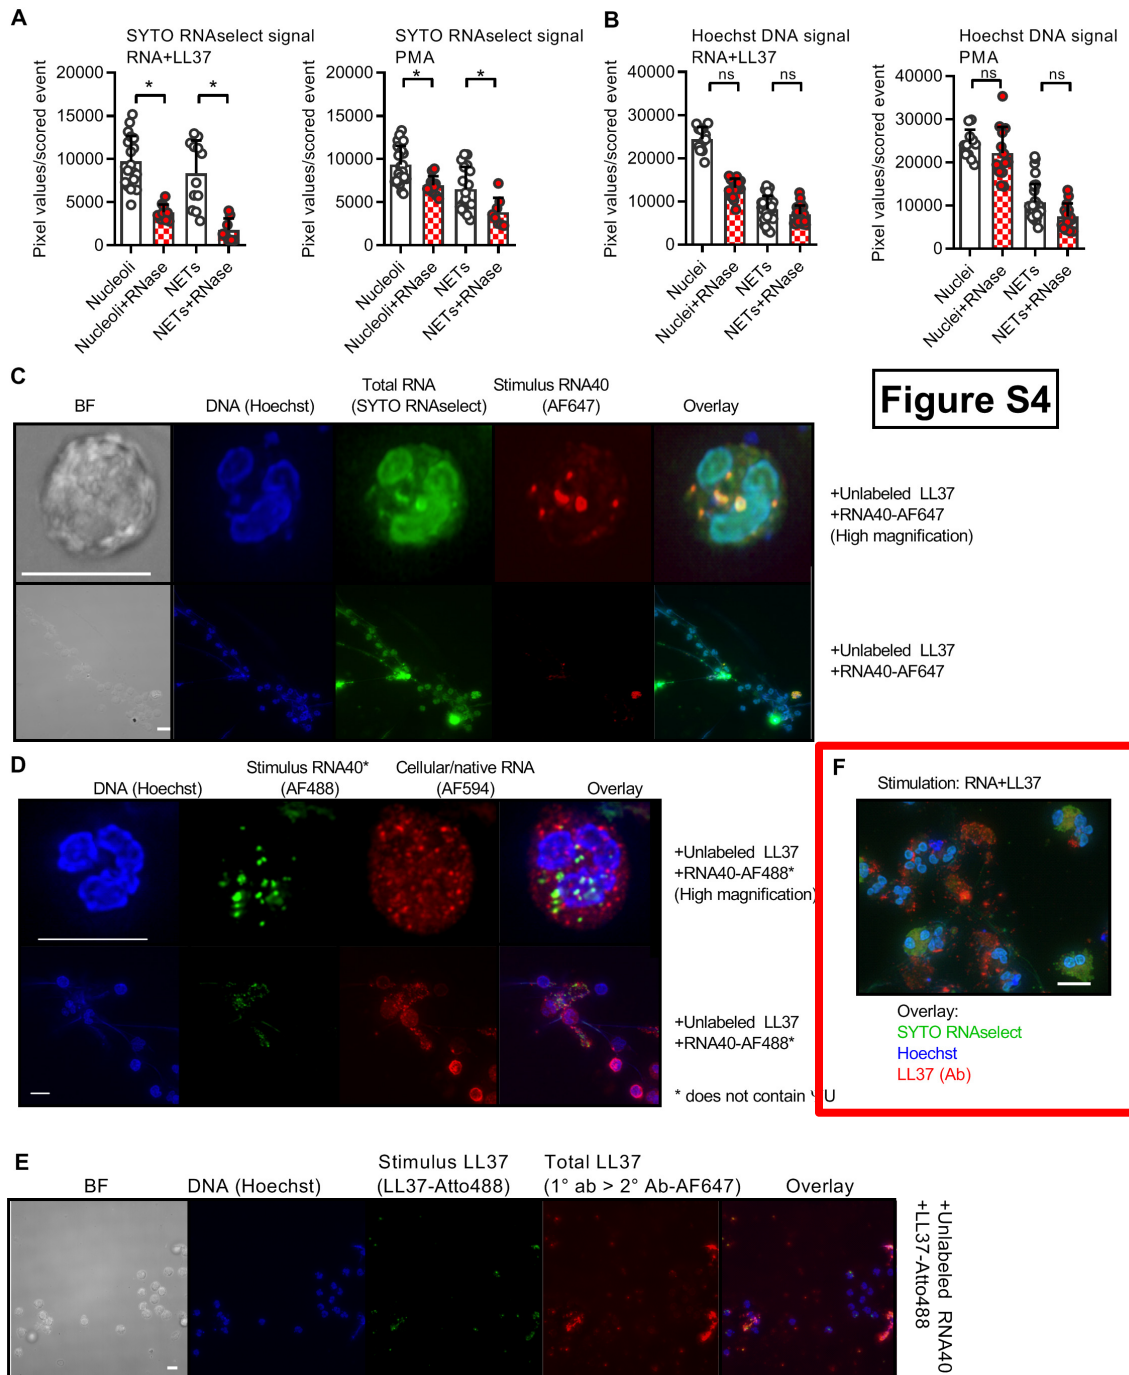 A
SYTO RNAselect signal
RNA+LL37
Pixel values/scored event
20000
15000
10000
5000
0
*
*
Nucleoli
Nucleoli+RNase
NETs
NETs+RNase
SYTO RNAselect signal
PMA
Pixel values/scored event
20000
15000
10000
5000
0
*
*
Nucleoli
Nucleoli+RNase
NETs
NETs+RNase
B
Hoechst DNA signal
RNA+LL37
Pixel values/scored event
40000
30000
20000
10000
0
ns
ns
Nuclei
Nuclei+RNase
NETs
NETs+RNase
Hoechst DNA signal
PMA
Pixel values/scored event
40000
30000
20000
10000
0
ns
ns
Nuclei
Nuclei+RNase
NETs
NETs+RNase
Figure S4
C
BF
DNA (Hoechst)
Total RNA
(SYTO RNAselect)
Stimulus RNA40
(AF647)
Overlay
+Unlabeled LL37
+RNA40-AF647
(High magnification)
+Unlabeled LL37
+RNA40-AF647
D
DNA (Hoechst)
Stimulus RNA40*
(AF488)
Cellular/native RNA
(AF594)
Overlay
+Unlabeled LL37
+RNA40-AF488*
(High magnification)
+Unlabeled LL37
+RNA40-AF488*
* does not contain U
F
Stimulation: RNA+LL37
Overlay:
SYTO RNAselect
Hoechst
LL37 (Ab)
E
BF
DNA (Hoechst)
Stimulus LL37
(LL37-Atto488)
Total LL37
(1° ab > 2° Ab-AF647)
Overlay
+Unlabeled RNA40
+LL37-Atto488